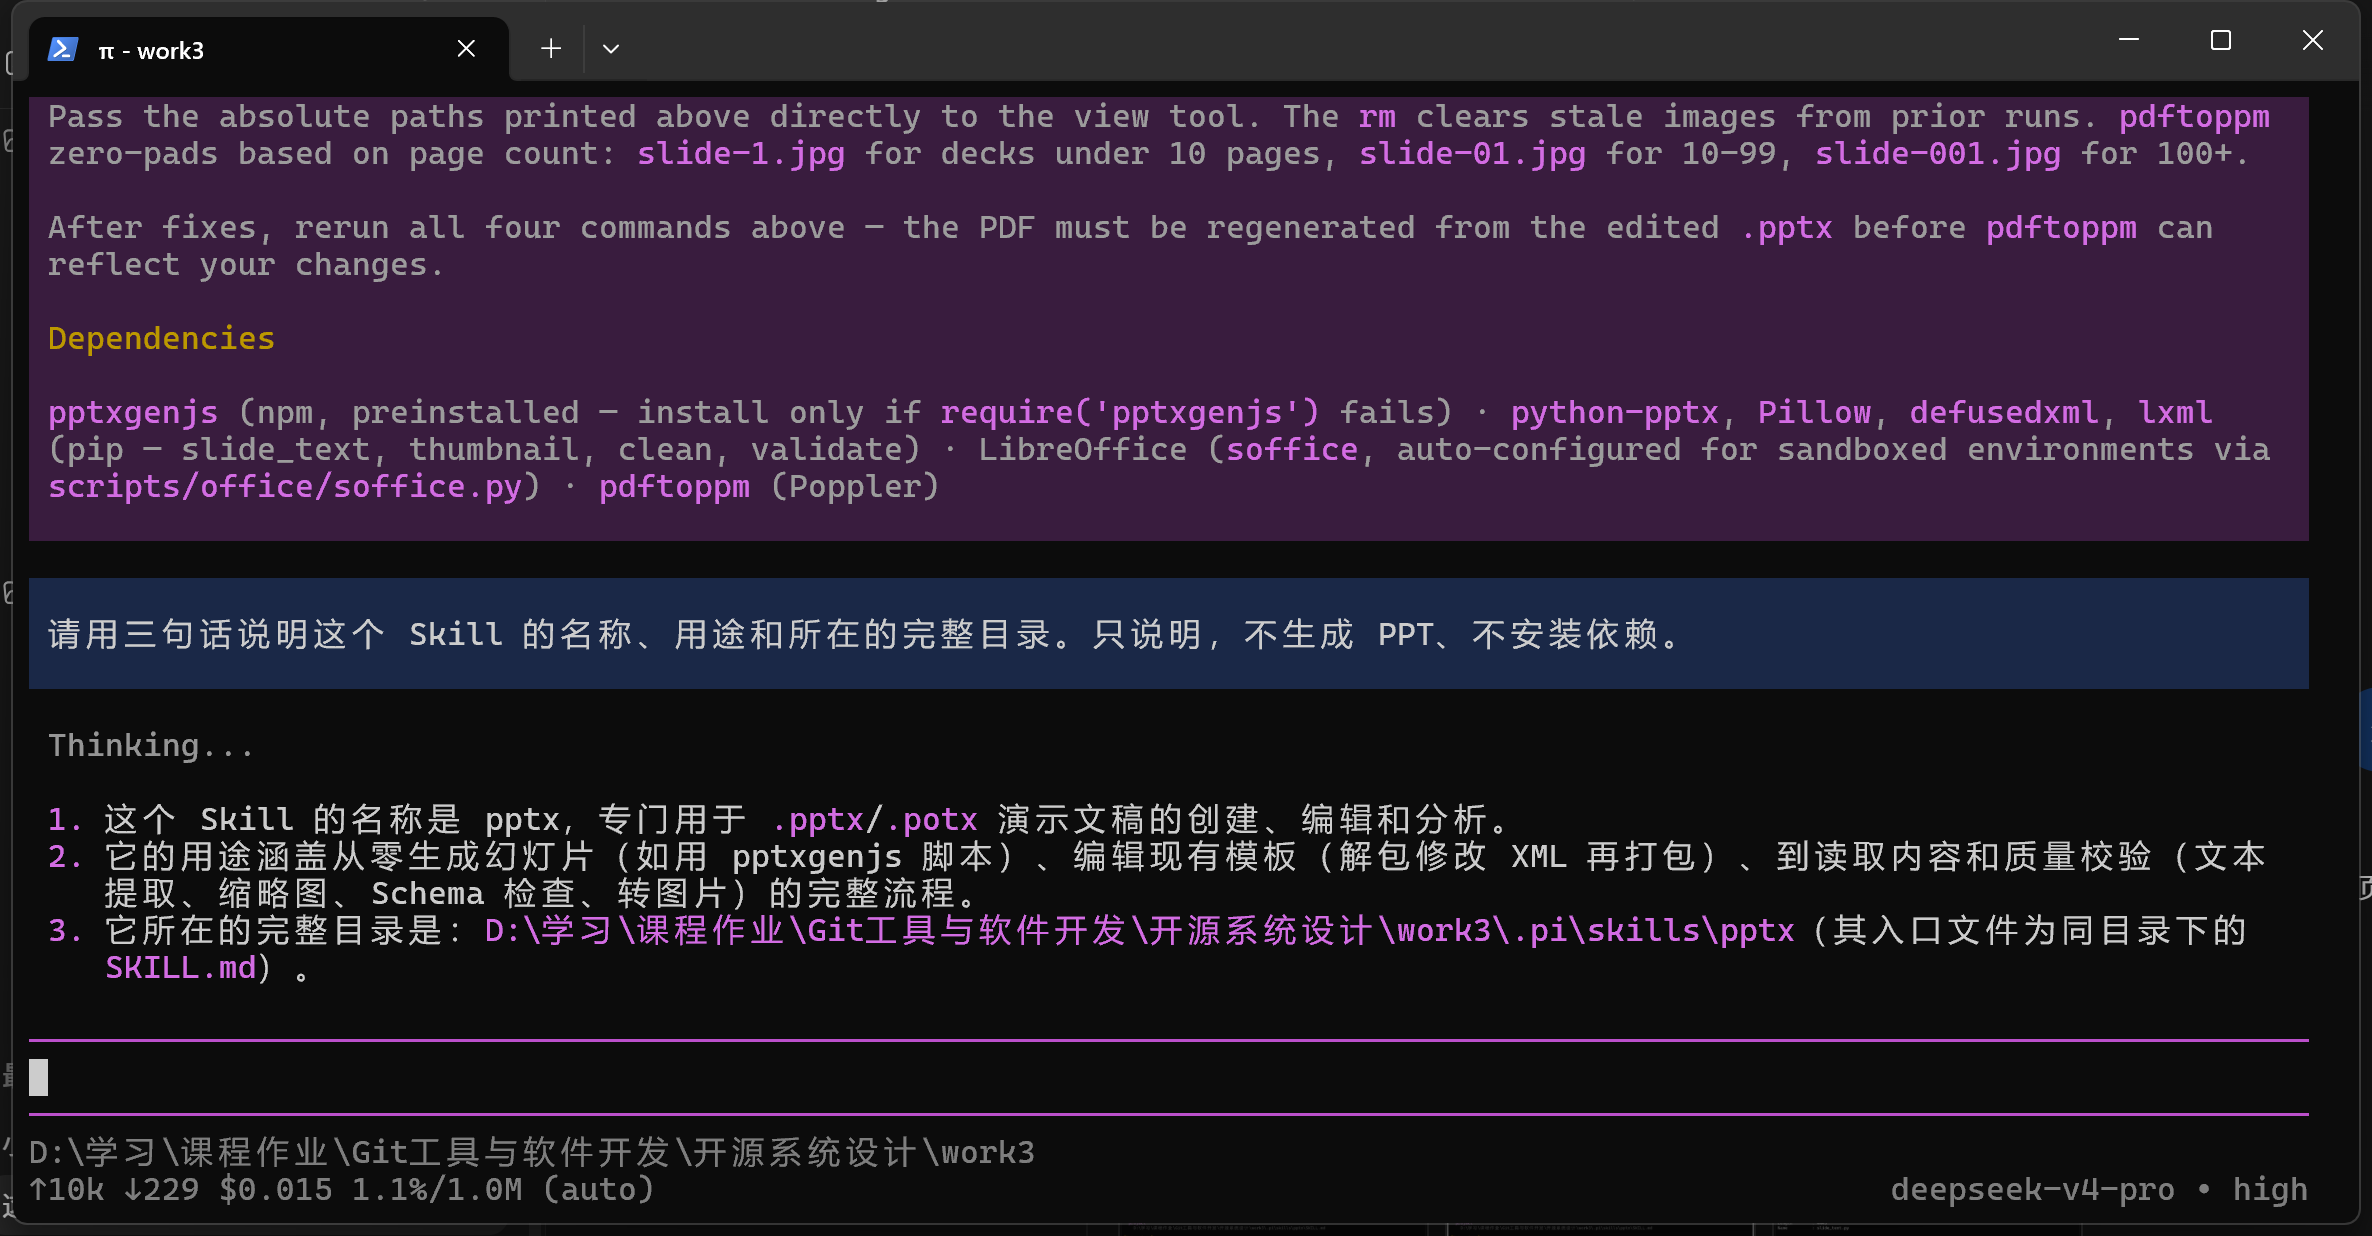 π - work3
Pass the absolute paths printed above directly to the view tool. The rm clears stale images from prior runs. pdftoppm
zero-pads based on page count: slide-1.jpg for decks under 10 pages, slide-01.jpg for 10-99, slide-001.jpg for 100+.
After fixes, rerun all four commands above — the PDF must be regenerated from the edited .pptx before pdftoppm can
reflect your changes.
Dependencies
pptxgenjs (npm, preinstalled — install only if require('pptxgenjs') fails) · python-pptx, Pillow, defusedxml, lxml
(pip — slide_text, thumbnail, clean, validate) · LibreOffice (soffice, auto-configured for sandboxed environments via
scripts/office/soffice.py) · pdftoppm (Poppler)
请用三句话说明这个 Skill 的名称、用途和所在的完整目录。只说明，不生成 PPT、不安装依赖。
Thinking...
1. 这个 Skill 的名称是 pptx，专门用于 .pptx/.potx 演示文稿的创建、编辑和分析。
2. 它的用途涵盖从零生成幻灯片（如用 pptxgenjs 脚本）、编辑现有模板（解包修改 XML 再打包）、到读取内容和质量校验（文本
提取、缩略图、Schema 检查、转图片）的完整流程。
3. 它所在的完整目录是：D:\学习\课程作业\Git工具与软件开发\开源系统设计\work3\.pi\skills\pptx（其入口文件为同目录下的
SKILL.md）。
D:\学习\课程作业\Git工具与软件开发\开源系统设计\work3
↑10k ↓229 $0.015 1.1%/1.0M (auto)
deepseek-v4-pro • high